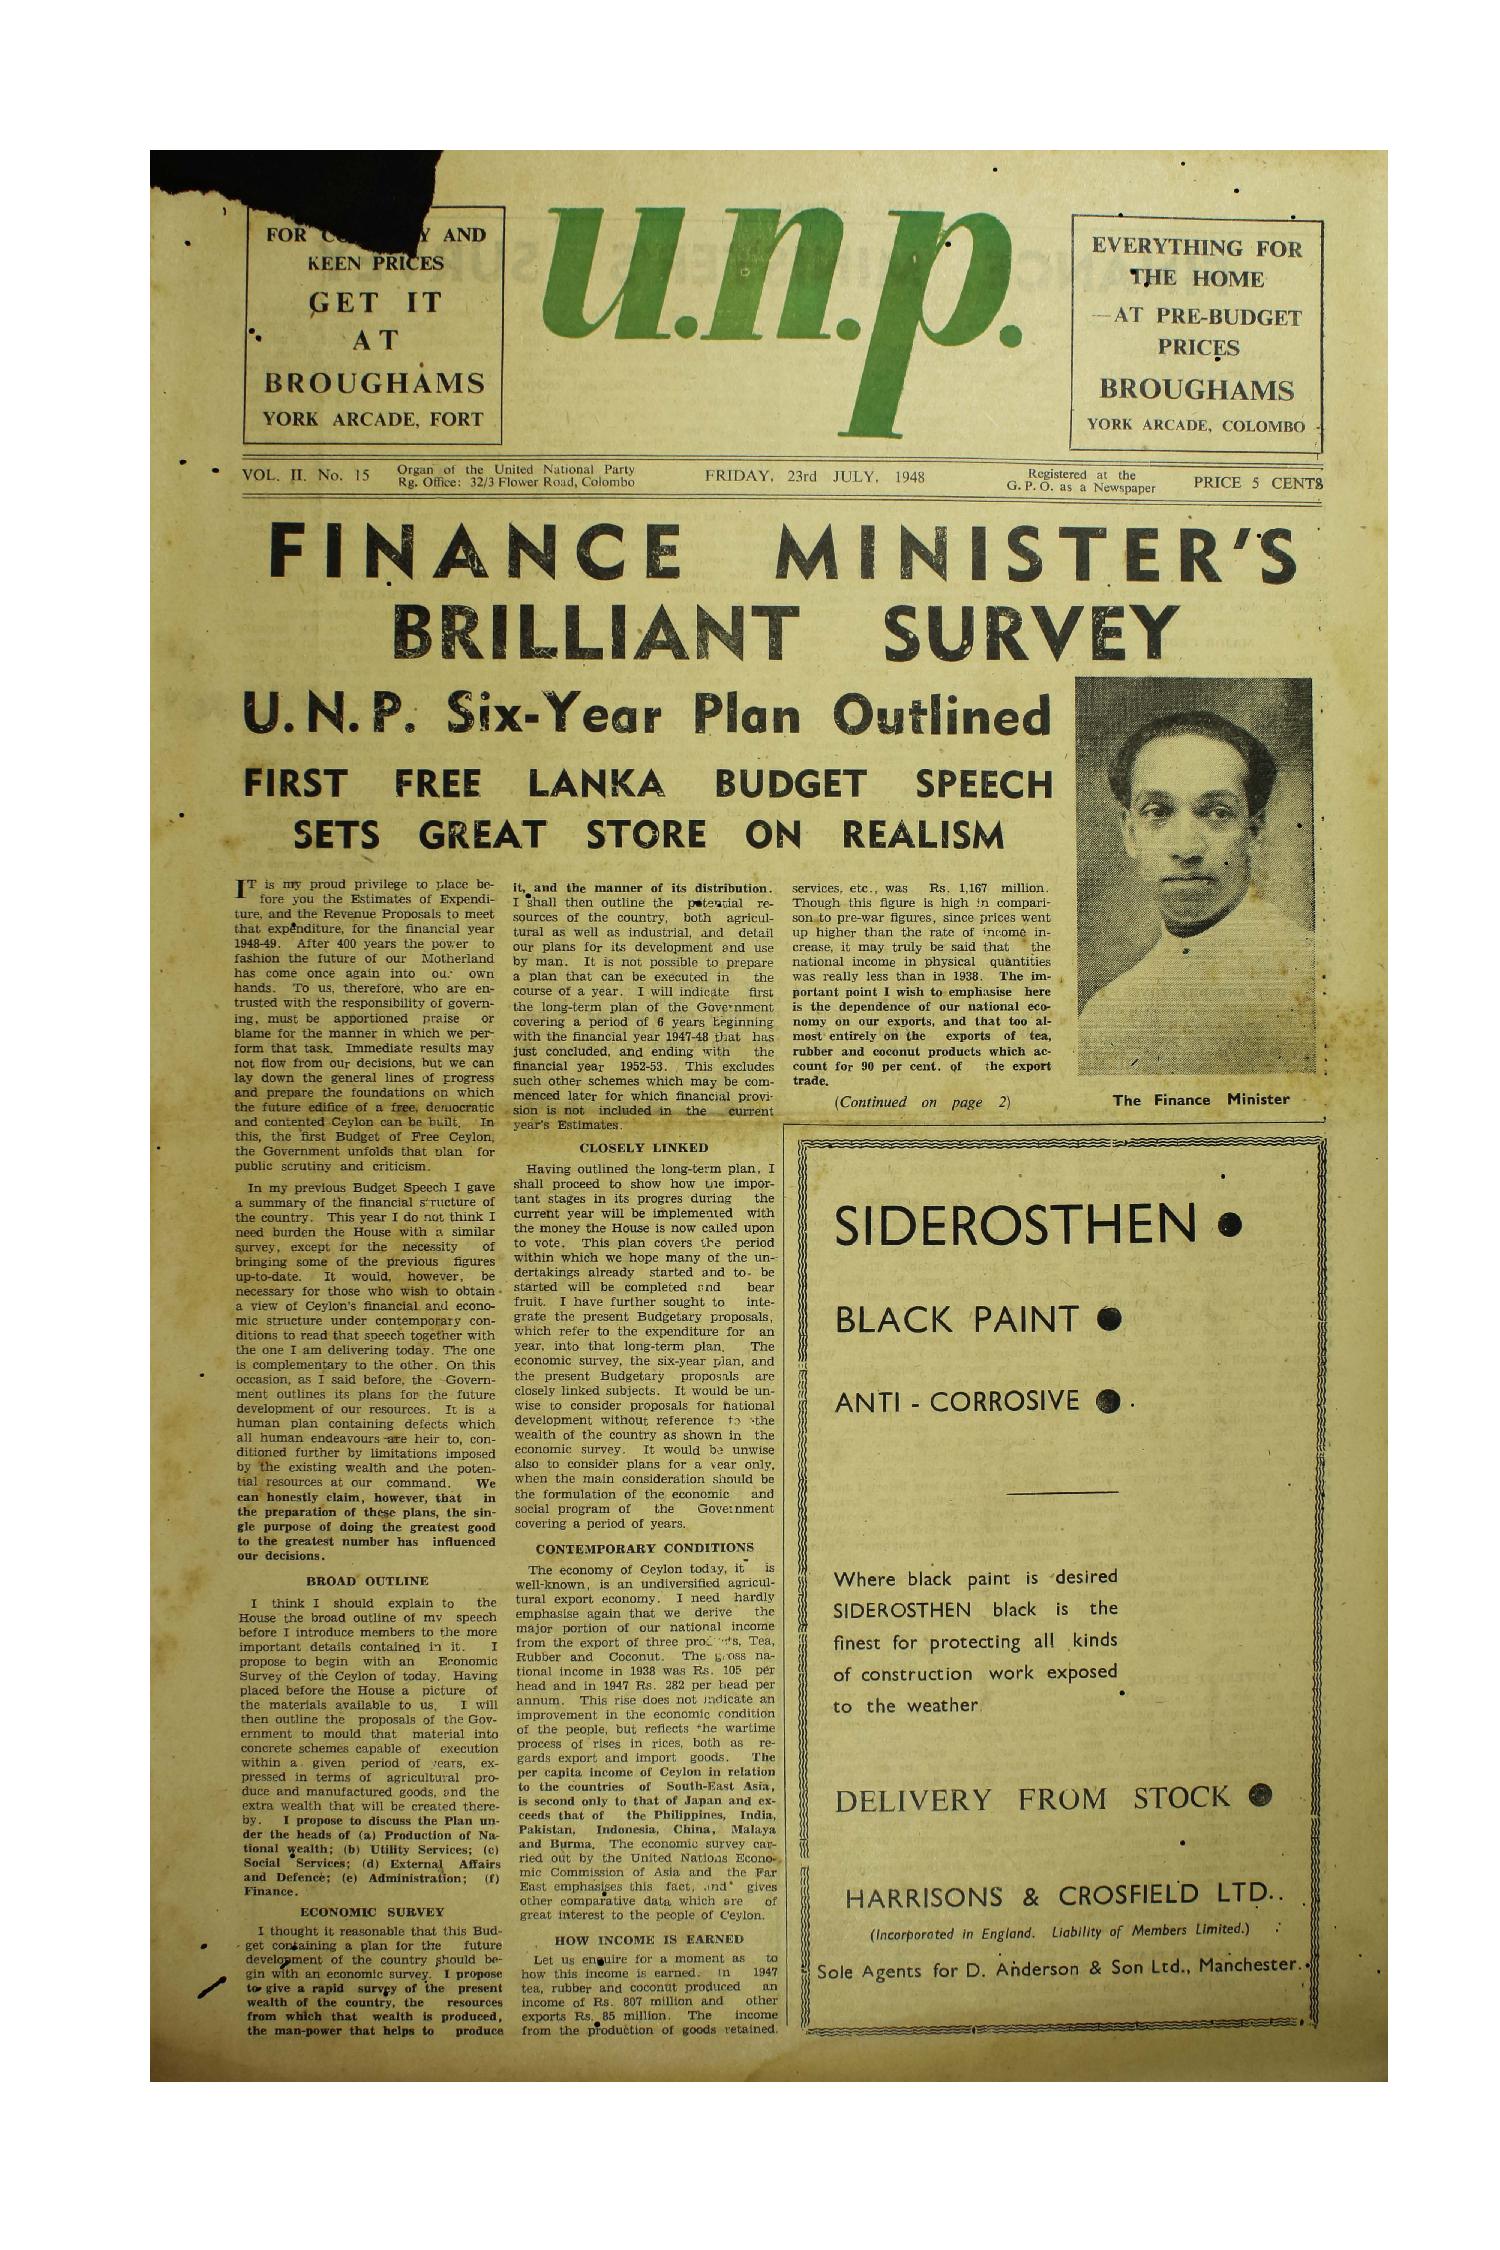 FOR Y AND
KEEN PRICES
GET IT
AT
BROUGHAMS
YORK ARCADE, FORT
u.n.p.
EVERYTHING FOR
THE HOME
—AT PRE-BUDGET
PRICES
BROUGHAMS
YORK ARCADE, COLOMBO
VOL. II. No. 15
Organ of the United National Party
Rg. Office: 32/3 Flower Road, Colombo
FRIDAY, 23rd JULY, 1948
Registered at the
G. P. O. as a Newspaper
PRICE 5 CENTS
FINANCE MINISTER'S
BRILLIANT SURVEY
U.N.P. Six-Year Plan Outlined
FIRST FREE LANKA BUDGET SPEECH
SETS GREAT STORE ON REALISM
IT is my proud privilege to place be-
fore you the Estimates of Expendi-
ture, and the Revenue Proposals to meet
that expenditure, for the financial year
1948-49. After 400 years the power to
fashion the future of our Motherland
has come once again into our own
hands. To us, therefore, who are en-
trusted with the responsibility of govern-
ing, must be apportioned praise or
blame for the manner in which we per-
form that task. Immediate results may
not flow from our decisions, but we can
lay down the general lines of progress
and prepare the foundations on which
the future edifice of a free, democratic
and contented Ceylon can be built. In
this, the first Budget of Free Ceylon,
the Government unfolds that plan for
public scrutiny and criticism.
In my previous Budget Speech I gave
a summary of the financial structure of
the country. This year I do not think I
need burden the House with a similar
survey, except for the necessity of
bringing some of the previous figures
up-to-date. It would, however, be
necessary for those who wish to obtain
a view of Ceylon's financial and econo-
mic structure under contemporary con-
ditions to read that speech together with
the one I am delivering today. The one
is complementary to the other. On this
occasion, as I said before, the Govern-
ment outlines its plans for the future
development of our resources. It is a
human plan containing defects which
all human endeavours are heir to, con-
ditioned further by limitations imposed
by the existing wealth and the poten-
tial resources at our command. We
can honestly claim, however, that in
the preparation of these plans, the sin-
gle purpose of doing the greatest good
to the greatest number has influenced
our decisions.
BROAD OUTLINE
I think I should explain to the
House the broad outline of my speech
before I introduce members to the more
important details contained in it. I
propose to begin with an Economic
Survey of the Ceylon of today. Having
placed before the House a picture of
the materials available to us, I will
then outline the proposals of the Gov-
ernment to mould that material into
concrete schemes capable of execution
within a given period of years, ex-
pressed in terms of agricultural pro-
duce and manufactured goods, and the
extra wealth that will be created there-
by. I propose to discuss the Plan un-
der the heads of (a) Production of Na-
tional wealth; (b) Utility Services; (c)
Social Services; (d) External Affairs
and Defence; (e) Administration; (f)
Finance.
ECONOMIC SURVEY
I thought it reasonable that this Bud-
get containing a plan for the future
development of the country should be-
gin with an economic survey. I propose
to give a rapid survey of the present
wealth of the country, the resources
from which that wealth is produced,
the man-power that helps to produce
it, and the manner of its distribution.
I shall then outline the potential re-
sources of the country, both agricul-
tural as well as industrial, and detail
our plans for its development and use
by man. It is not possible to prepare
a plan that can be executed in the
course of a year. I will indicate first
the long-term plan of the Government
covering a period of 6 years beginning
with the financial year 1947-48 that has
just concluded, and ending with the
financial year 1952-53. This excludes
such other schemes which may be com-
menced later for which financial provi-
sion is not included in the current
year's Estimates.
CLOSELY LINKED
Having outlined the long-term plan, I
shall proceed to show how the impor-
tant stages in its progres during the
current year will be implemented with
the money the House is now called upon
to vote. This plan covers the period
within which we hope many of the un-
dertakings already started and to be
started will be completed and bear
fruit. I have further sought to inte-
grate the present Budgetary proposals,
which refer to the expenditure for an
year, into that long-term plan. The
economic survey, the six-year plan, and
the present Budgetary proposals are
closely linked subjects. It would be un-
wise to consider proposals for national
development without reference to the
wealth of the country as shown in the
economic survey. It would be unwise
also to consider plans for a year only,
when the main consideration should be
the formulation of the economic and
social program of the Government
covering a period of years.
CONTEMPORARY CONDITIONS
The economy of Ceylon today, it is
well-known, is an undiversified agricul-
tural export economy. I need hardly
emphasise again that we derive the
major portion of our national income
from the export of three products, Tea,
Rubber and Coconut. The gross na-
tional income in 1938 was Rs. 105 per
head and in 1947 Rs. 282 per head per
annum. This rise does not indicate an
improvement in the economic condition
of the people, but reflects the wartime
process of rises in rices, both as re-
gards export and import goods. The
per capita income of Ceylon in relation
to the countries of South-East Asia,
is second only to that of Japan and ex-
ceeds that of the Philippines, India,
Pakistan, Indonesia, China, Malaya
and Burma. The economic survey car-
ried out by the United Nations Econo-
mic Commission of Asia and the Far
East emphasises this fact, and gives
other comparative data which are of
great interest to the people of Ceylon.
HOW INCOME IS EARNED
Let us enquire for a moment as to
how this income is earned. In 1947
tea, rubber and coconut produced an
income of Rs. 807 million and other
exports Rs. 85 million. The income
from the production of goods retained,
services, etc., was Rs. 1,167 million.
Though this figure is high in compari-
son to pre-war figures, since prices went
up higher than the rate of income in-
crease, it may truly be said that the
national income in physical quantities
was really less than in 1938. The im-
portant point I wish to emphasise here
is the dependence of our national eco-
nomy on our exports, and that too al-
most entirely on the exports of tea,
rubber and coconut products which ac-
count for 90 per cent. of the export
trade.
(Continued on page 2)
The Finance Minister
SIDEROSTHEN ●
BLACK PAINT ●
ANTI - CORROSIVE ●
Where black paint is desired
SIDEROSTHEN black is the
finest for protecting all kinds
of construction work exposed
to the weather
DELIVERY FROM STOCK ●
HARRISONS & CROSFIELD LTD..
(Incorporated in England. Liability of Members Limited.)
Sole Agents for D. Anderson & Son Ltd., Manchester.